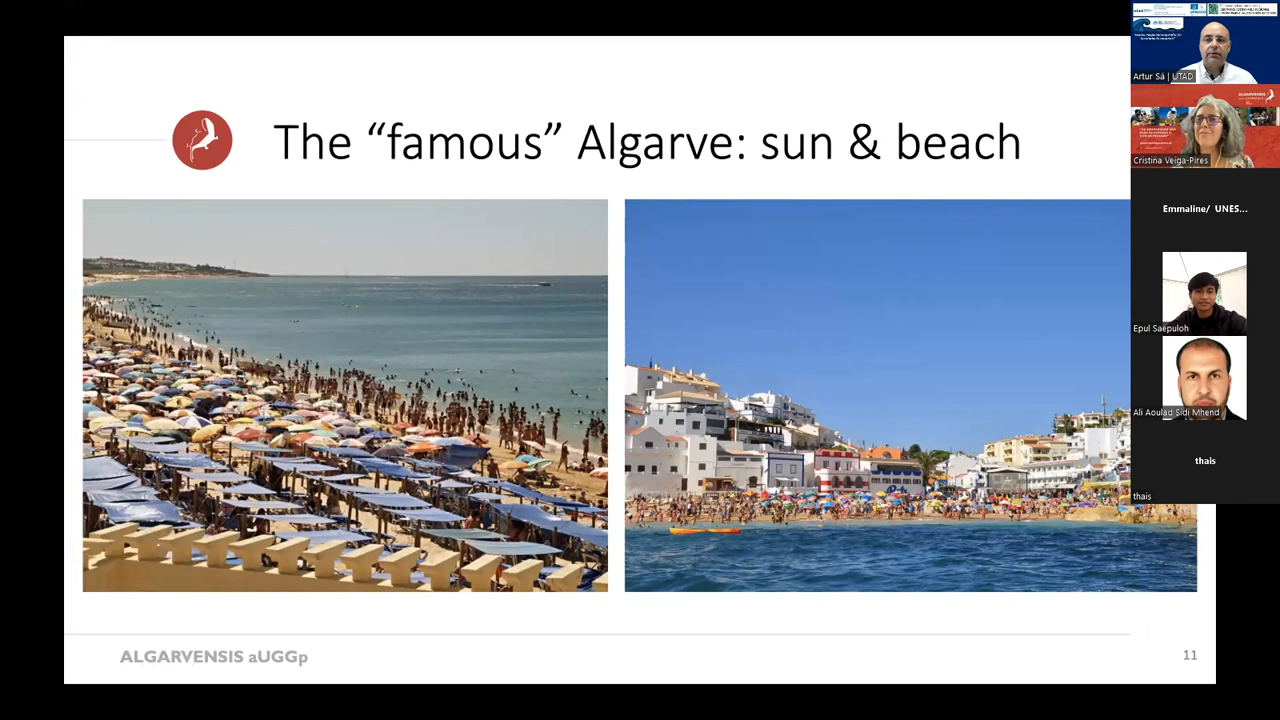 The “famous” Algarve: sun & beach
ALGARVENSIS aUGGp
11
Artur Sá | UTAD
ALGARVENSIS
Cristina Veiga-Pires
Emmaline/ UNES...
Epul Saepuloh
Ali Aoulad Sidi Mhend
thais
thais